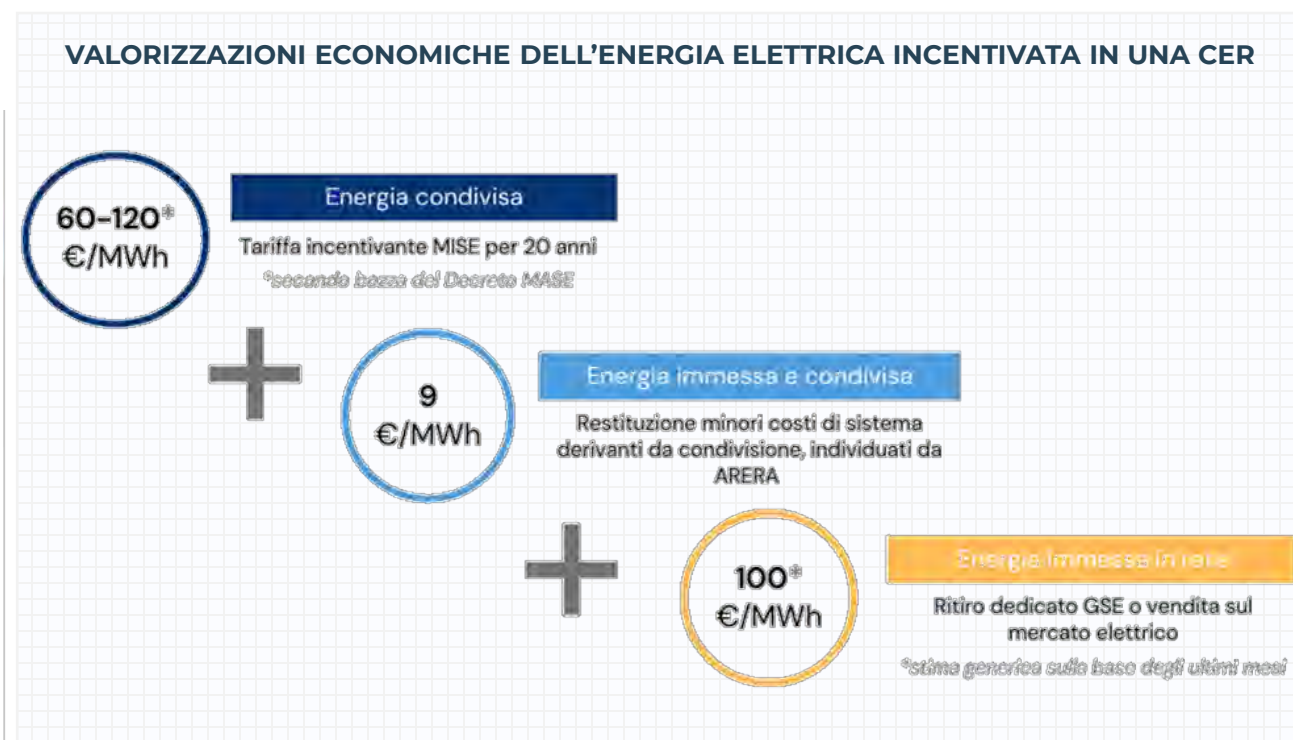 VALORIZZAZIONI ECONOMICHE DELL'ENERGIA ELETTRICA INCENTIVATA IN UNA CER
60-120*
€/MWh
Energia condivisa
Tariffa incentivante MISE per 20 anni
*secondo bozza del Decreto MASE
9
€/MWh
Energia immessa e condivisa
Restituzione minori costi di sistema
derivanti da condivisione, individuati da
ARERA
100*
€/MWh
Energia immessa in rete
Ritiro dedicato GSE o vendita sul
mercato elettrico
*stima generica sulla base degli ultimi mesi